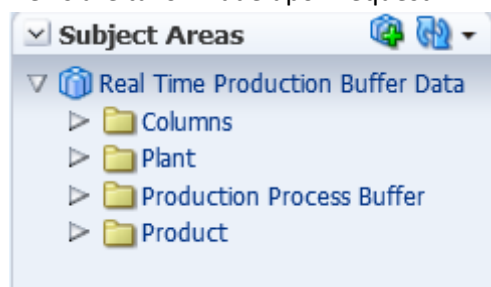 Subject Areas
Real Time Production Buffer Data
Columns
Plant
Production Process Buffer
Product